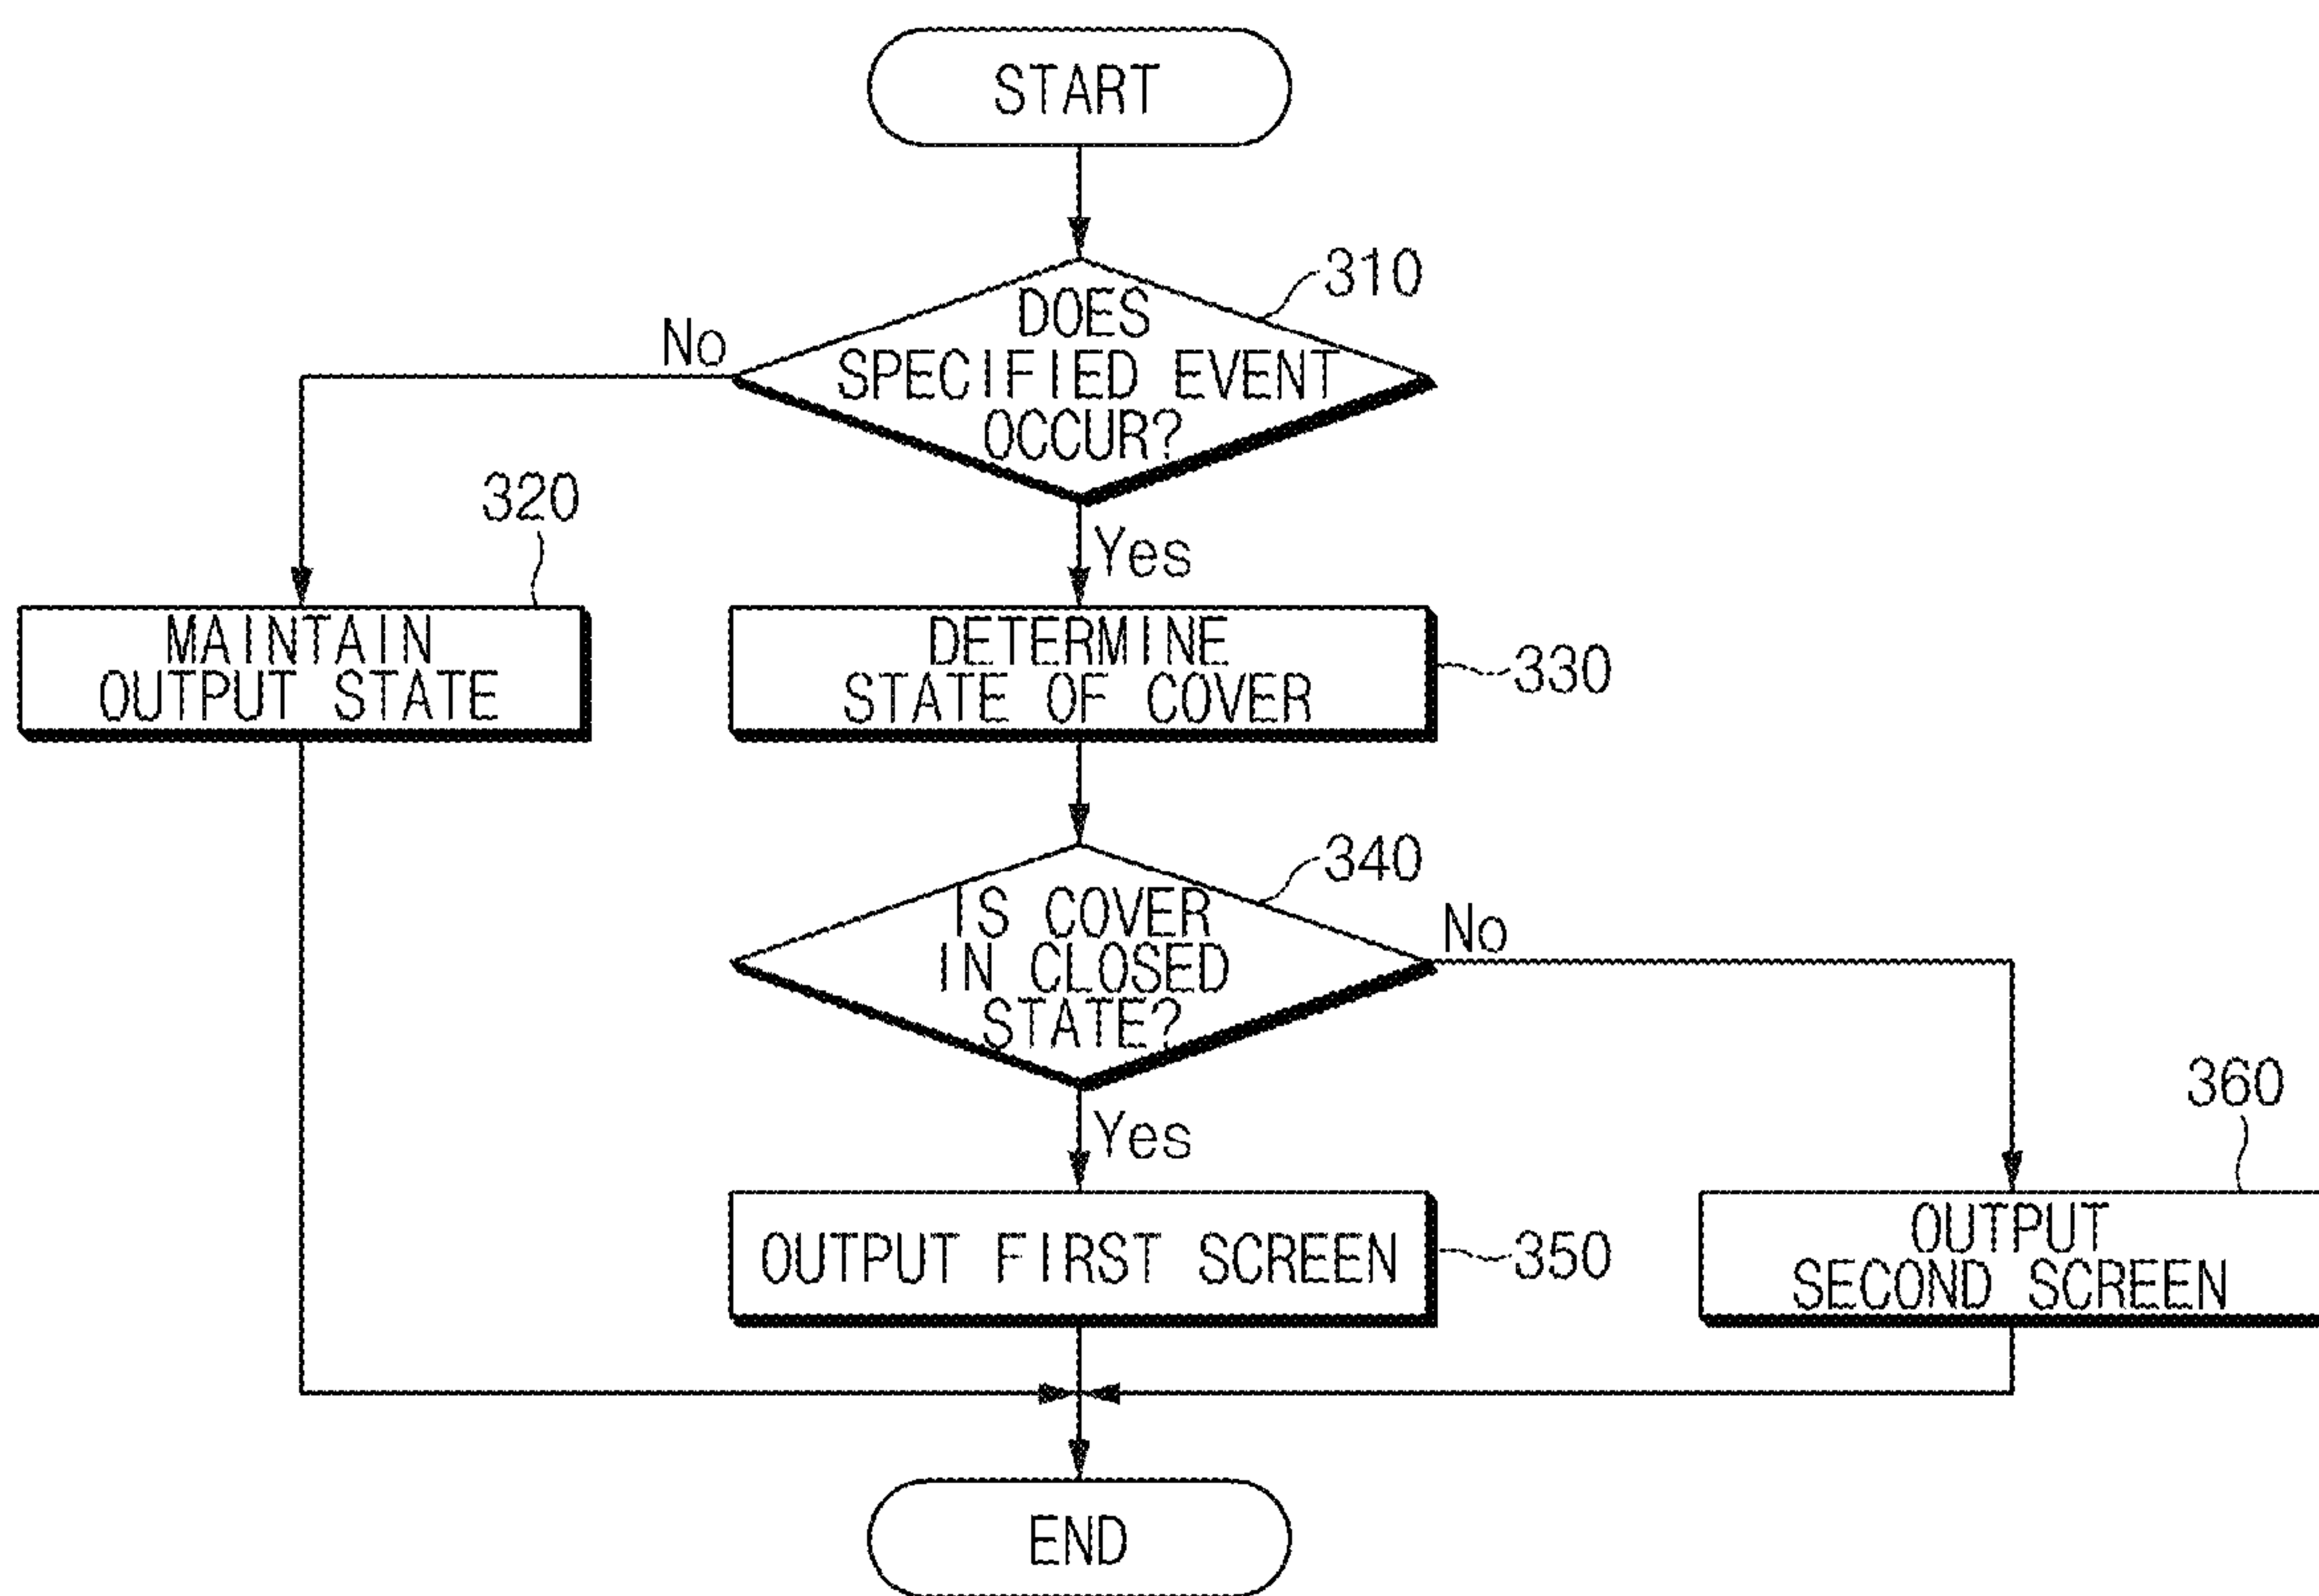 START
310
DOES
No
SPECIFIED EVENT
OCCUR?
320
Yes
MAINTAIN
OUTPUT STATE
DETERMINE
STATE OF COVER
330
340
IS COVER
No
IN CLOSED
STATE?
360
Yes
OUTPUT FIRST SCREEN
350
OUTPUT
SECOND SCREEN
END